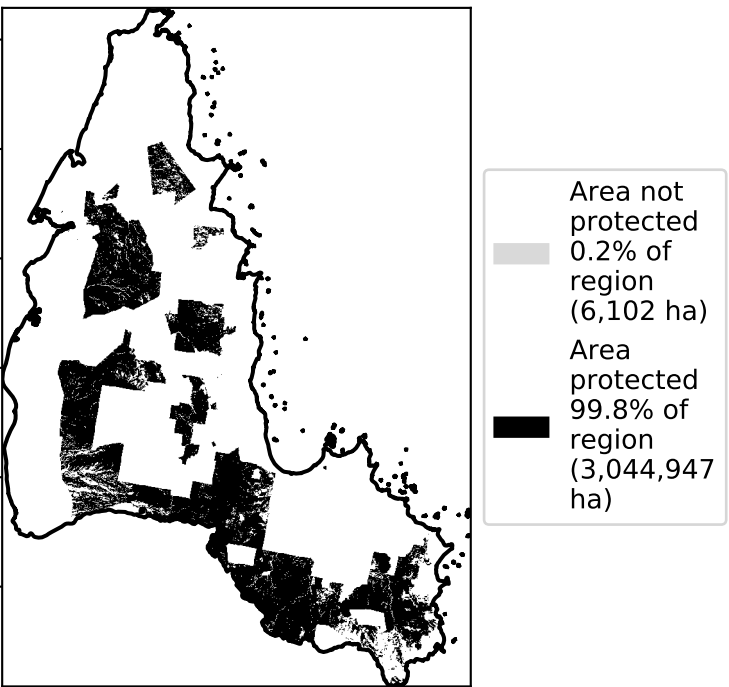 Area not
protected
0.2% of
region
(6,102 ha)
Area
protected
99.8% of
region
(3,044,947
ha)